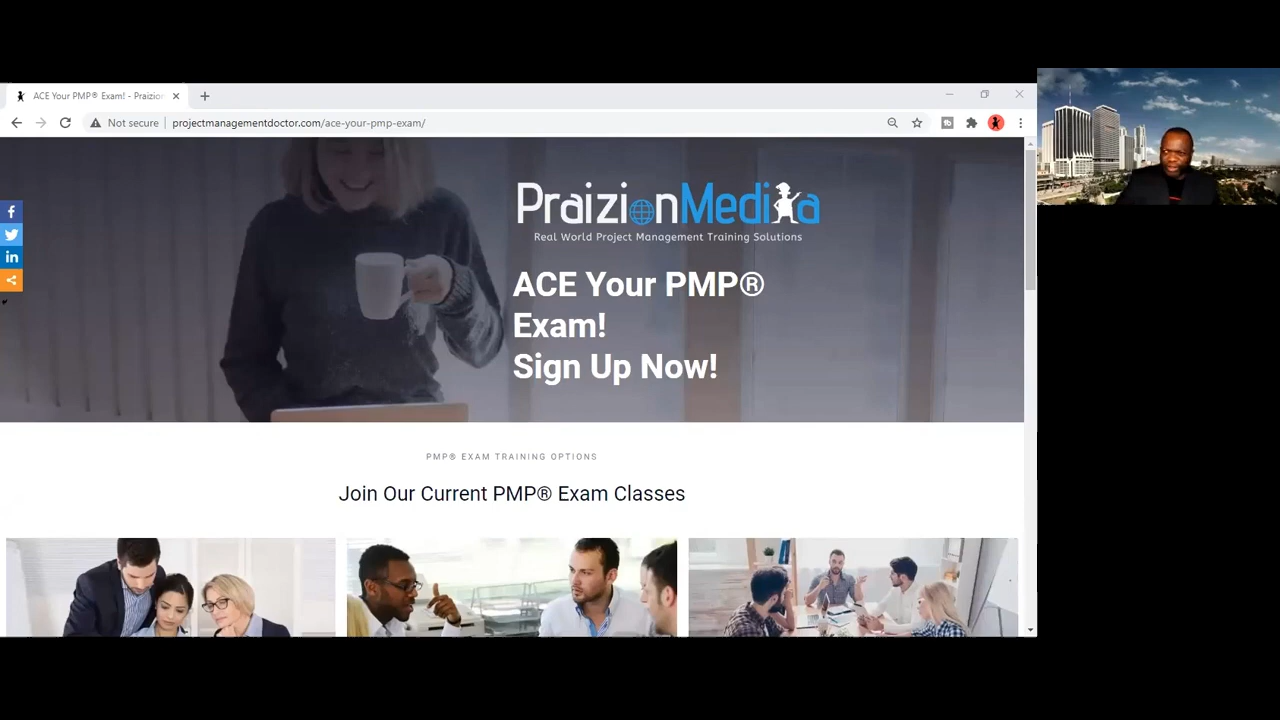 ACE Your PMP® Exam! - Praizion
Not secure
projectmanagementdoctor.com/ace-your-pmp-exam/
PraizionMedia
Real World Project Management Training Solutions
ACE Your PMP®
Exam!
Sign Up Now!
PMP® EXAM TRAINING OPTIONS
Join Our Current PMP® Exam Classes